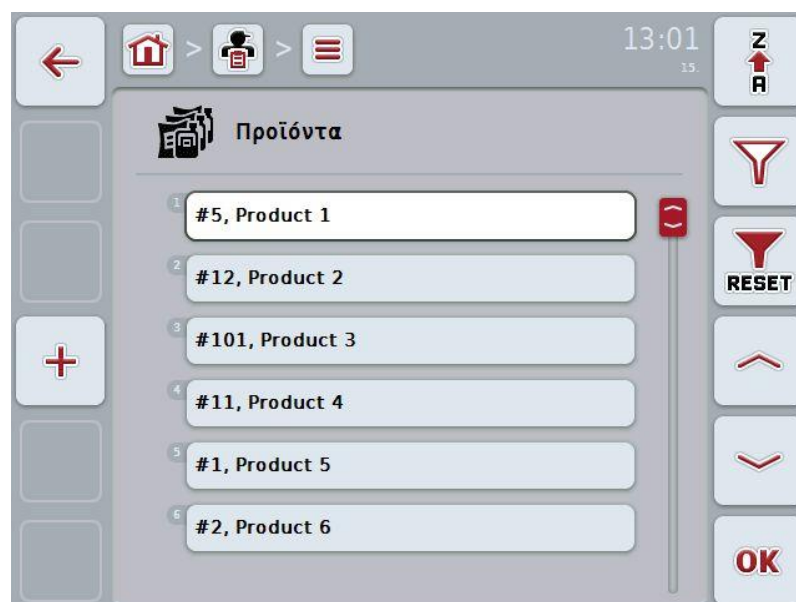 > >
13:01
15.
Z
A
Προϊόντα
1
#5, Product 1
2
#12, Product 2
RESET
3
#101, Product 3
4
#11, Product 4
5
#1, Product 5
6
#2, Product 6
OK